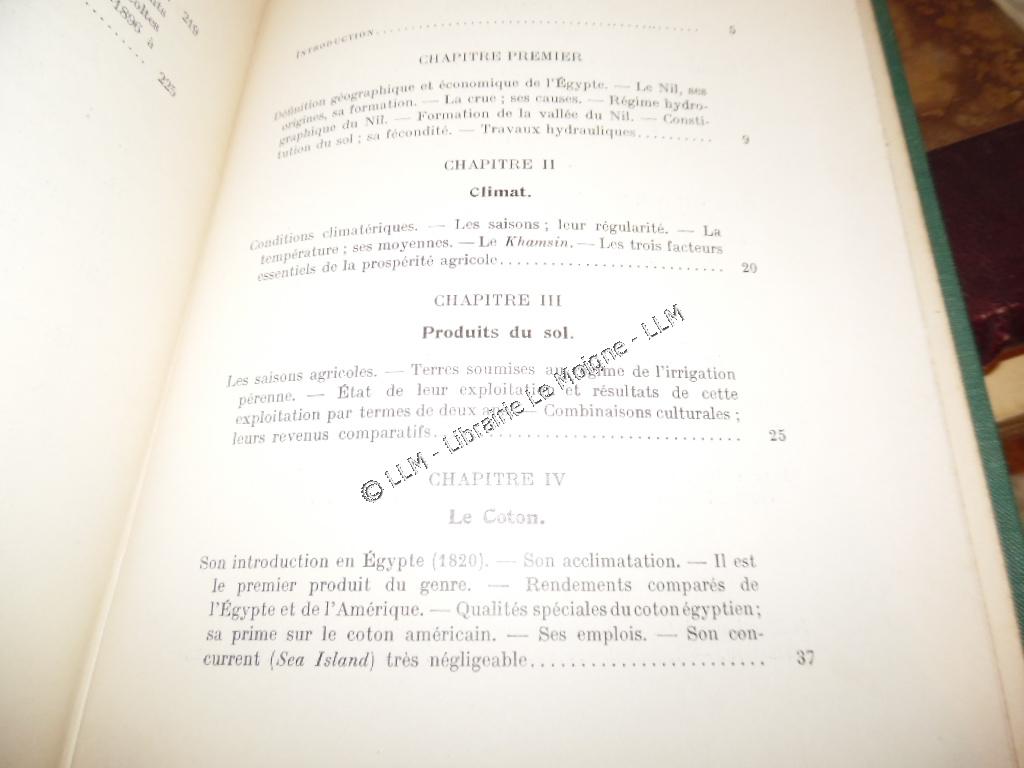 219
coltes
1896 à
225
INTRODUCTION 5
CHAPITRE PREMIER
Définition géographique et économique de l'Égypte. — Le Nil, ses
origines, sa formation. — La crue ; ses causes. — Régime hydro-
graphique du Nil. — Formation de la vallée du Nil. — Consti-
tution du sol ; sa fécondité. — Travaux hydrauliques 9
CHAPITRE II
Climat.
Conditions climatériques. — Les saisons ; leur régularité. — La
température ; ses moyennes. — Le Khamsin. — Les trois facteurs
essentiels de la prospérité agricole 20
CHAPITRE III
Produits du sol.
Les saisons agricoles. — Terres soumises au régime de l'irrigation
pérenne. — État de leur exploitation et résultats de cette
exploitation par termes de deux ans. — Combinaisons culturales ;
leurs revenus comparatifs 25
© LLM - Librairie Le Moigne - LLM
CHAPITRE IV
Le Coton.
Son introduction en Égypte (1820). — Son acclimatation. — Il est
le premier produit du genre. — Rendements comparés de
l'Égypte et de l'Amérique. — Qualités spéciales du coton égyptien ;
sa prime sur le coton américain. — Ses emplois. — Son con-
current (Sea Island) très négligeable 37